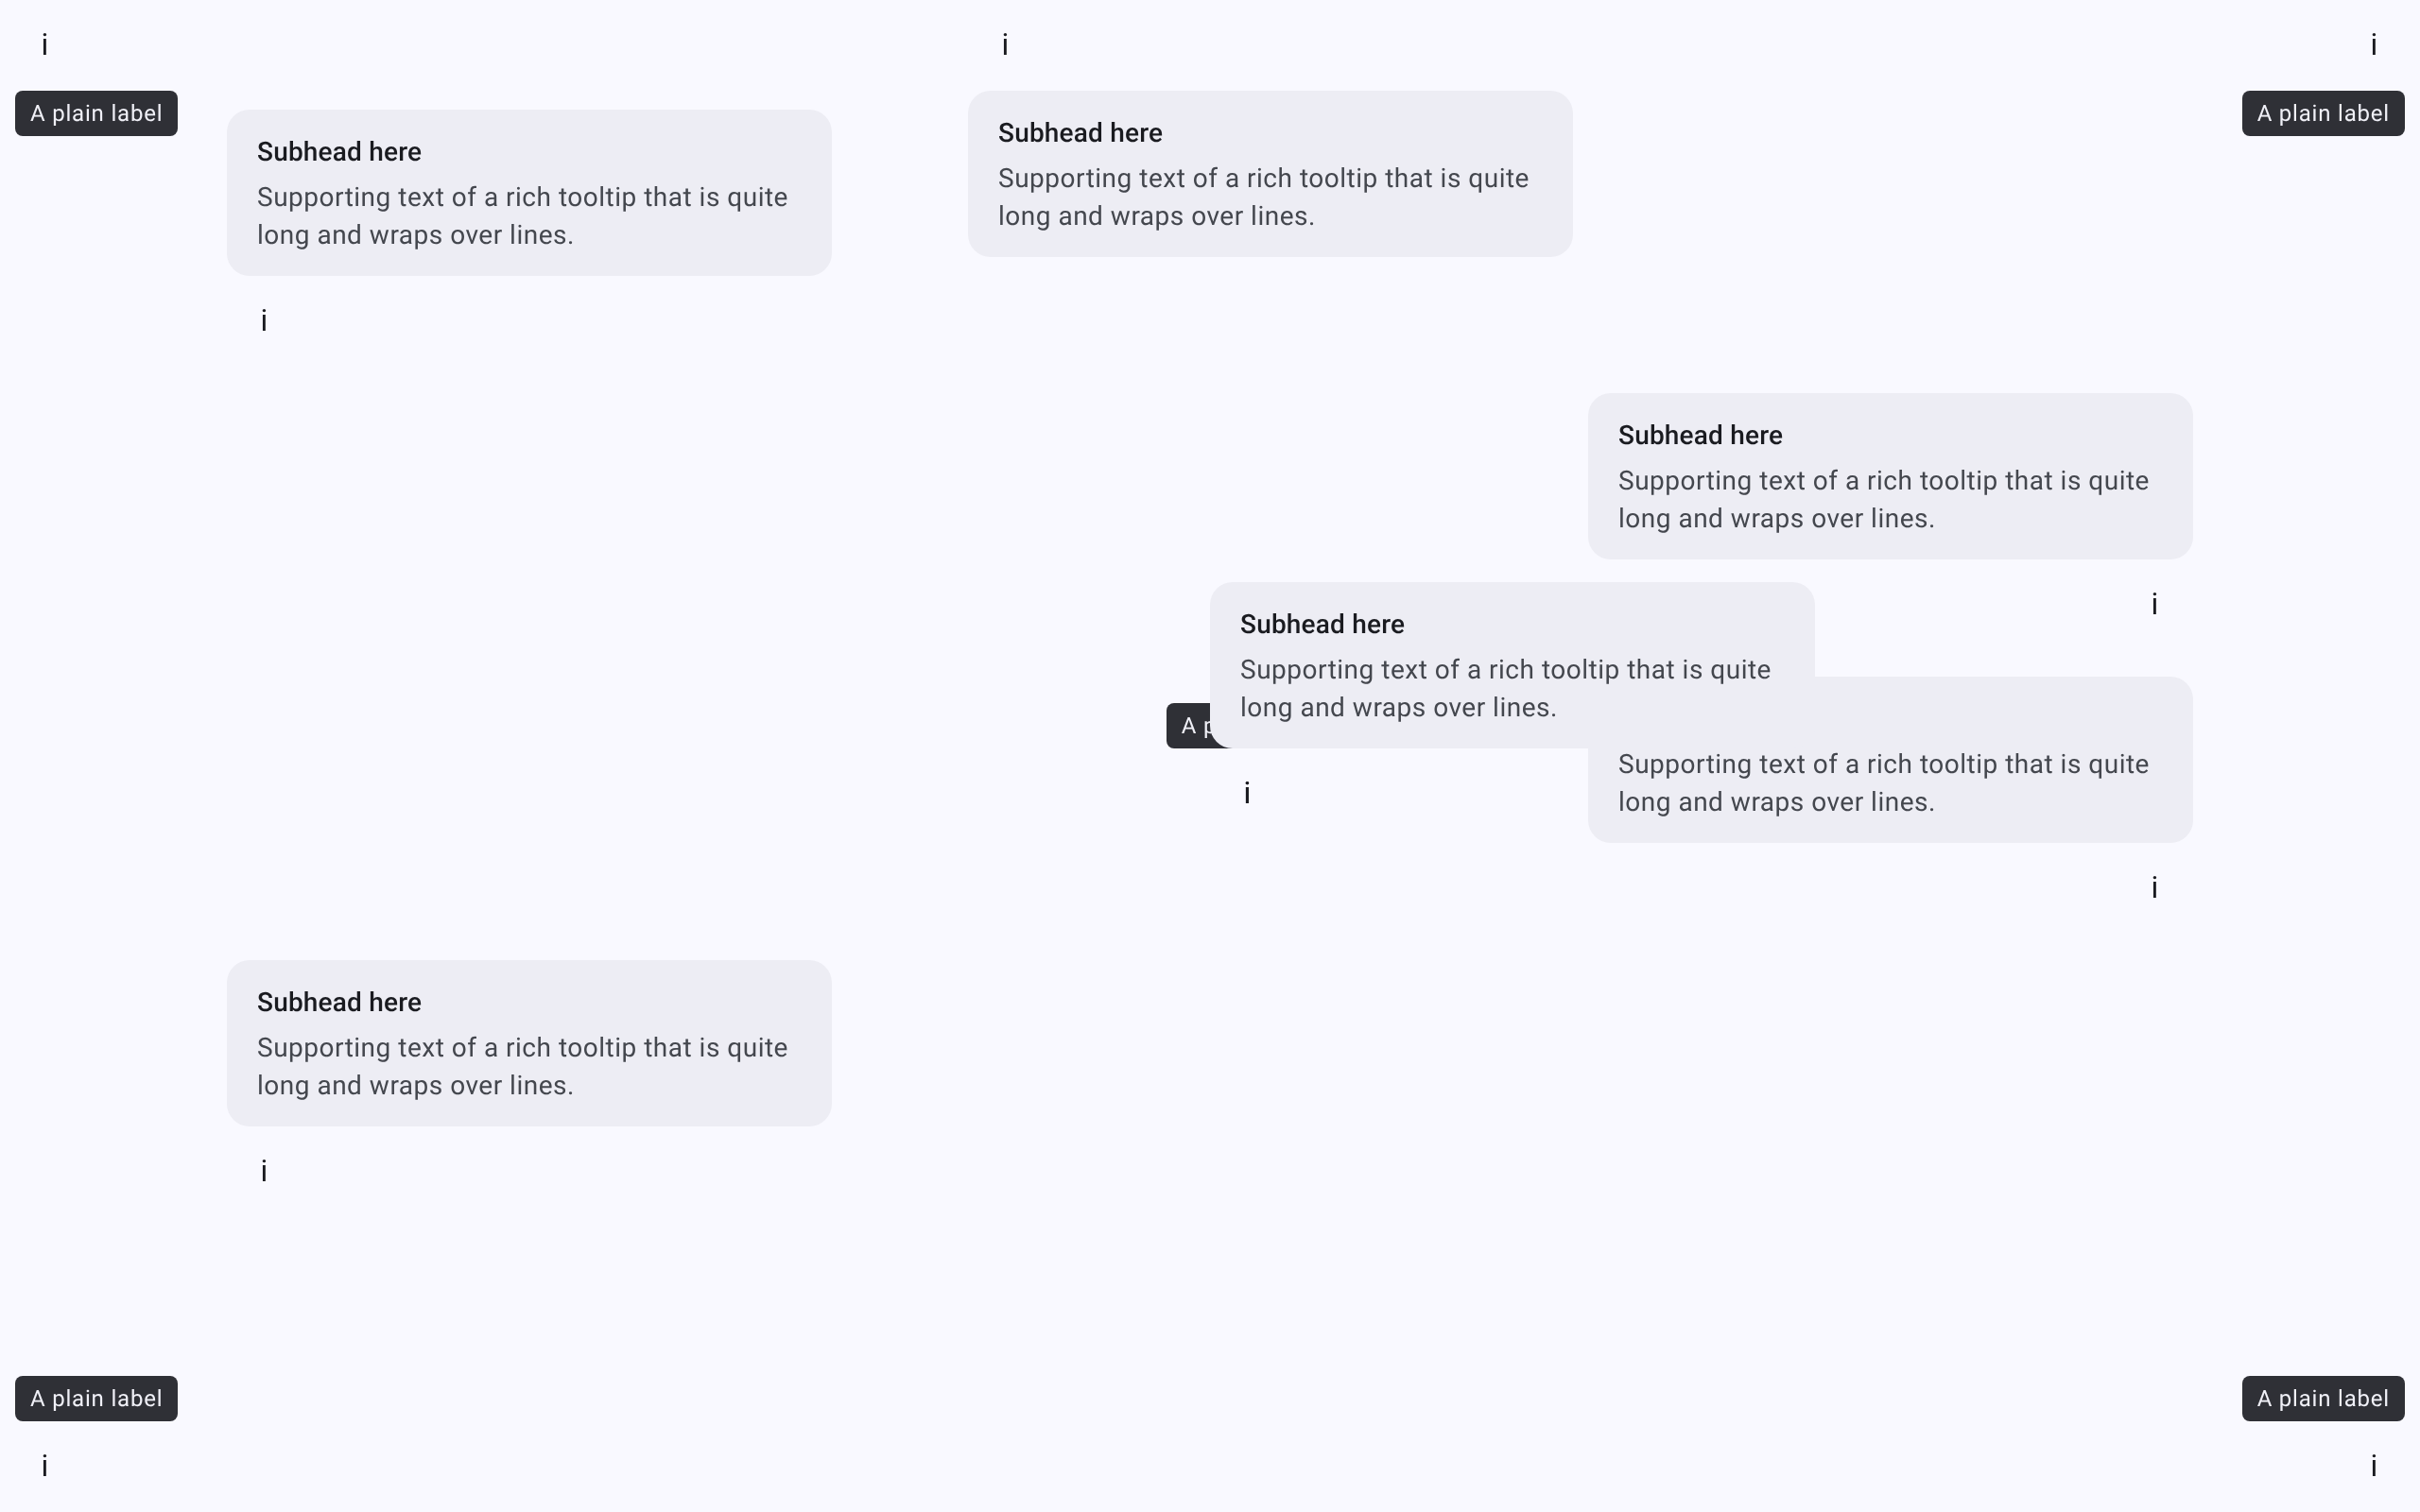 i
i
i
A plain label
A plain label
Subhead here
Supporting text of a rich tooltip that is quite
long and wraps over lines.
Subhead here
Supporting text of a rich tooltip that is quite
long and wraps over lines.
i
Subhead here
Supporting text of a rich tooltip that is quite
long and wraps over lines.
i
Subhead here
Supporting text of a rich tooltip that is quite
long and wraps over lines.
A
i
Supporting text of a rich tooltip that is quite
long and wraps over lines.
i
Subhead here
Supporting text of a rich tooltip that is quite
long and wraps over lines.
i
A plain label
A plain label
i
i